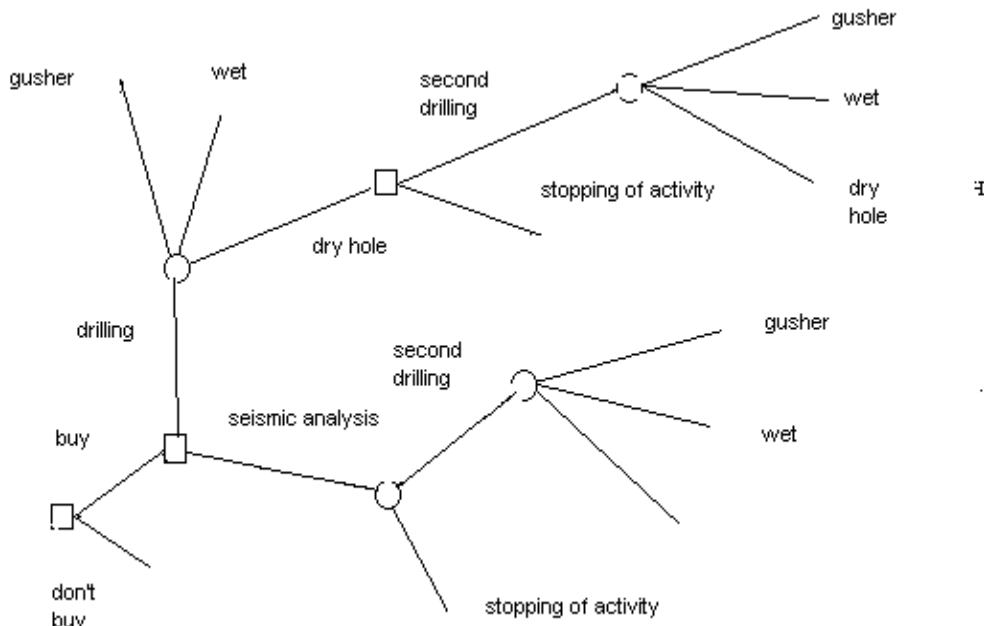 gusher
gusher
wet
second
drilling
wet
stopping of activity
dry
hole
dry hole
drilling
gusher
second
drilling
seismic analysis
buy
wet
don't
buy
stopping of activity